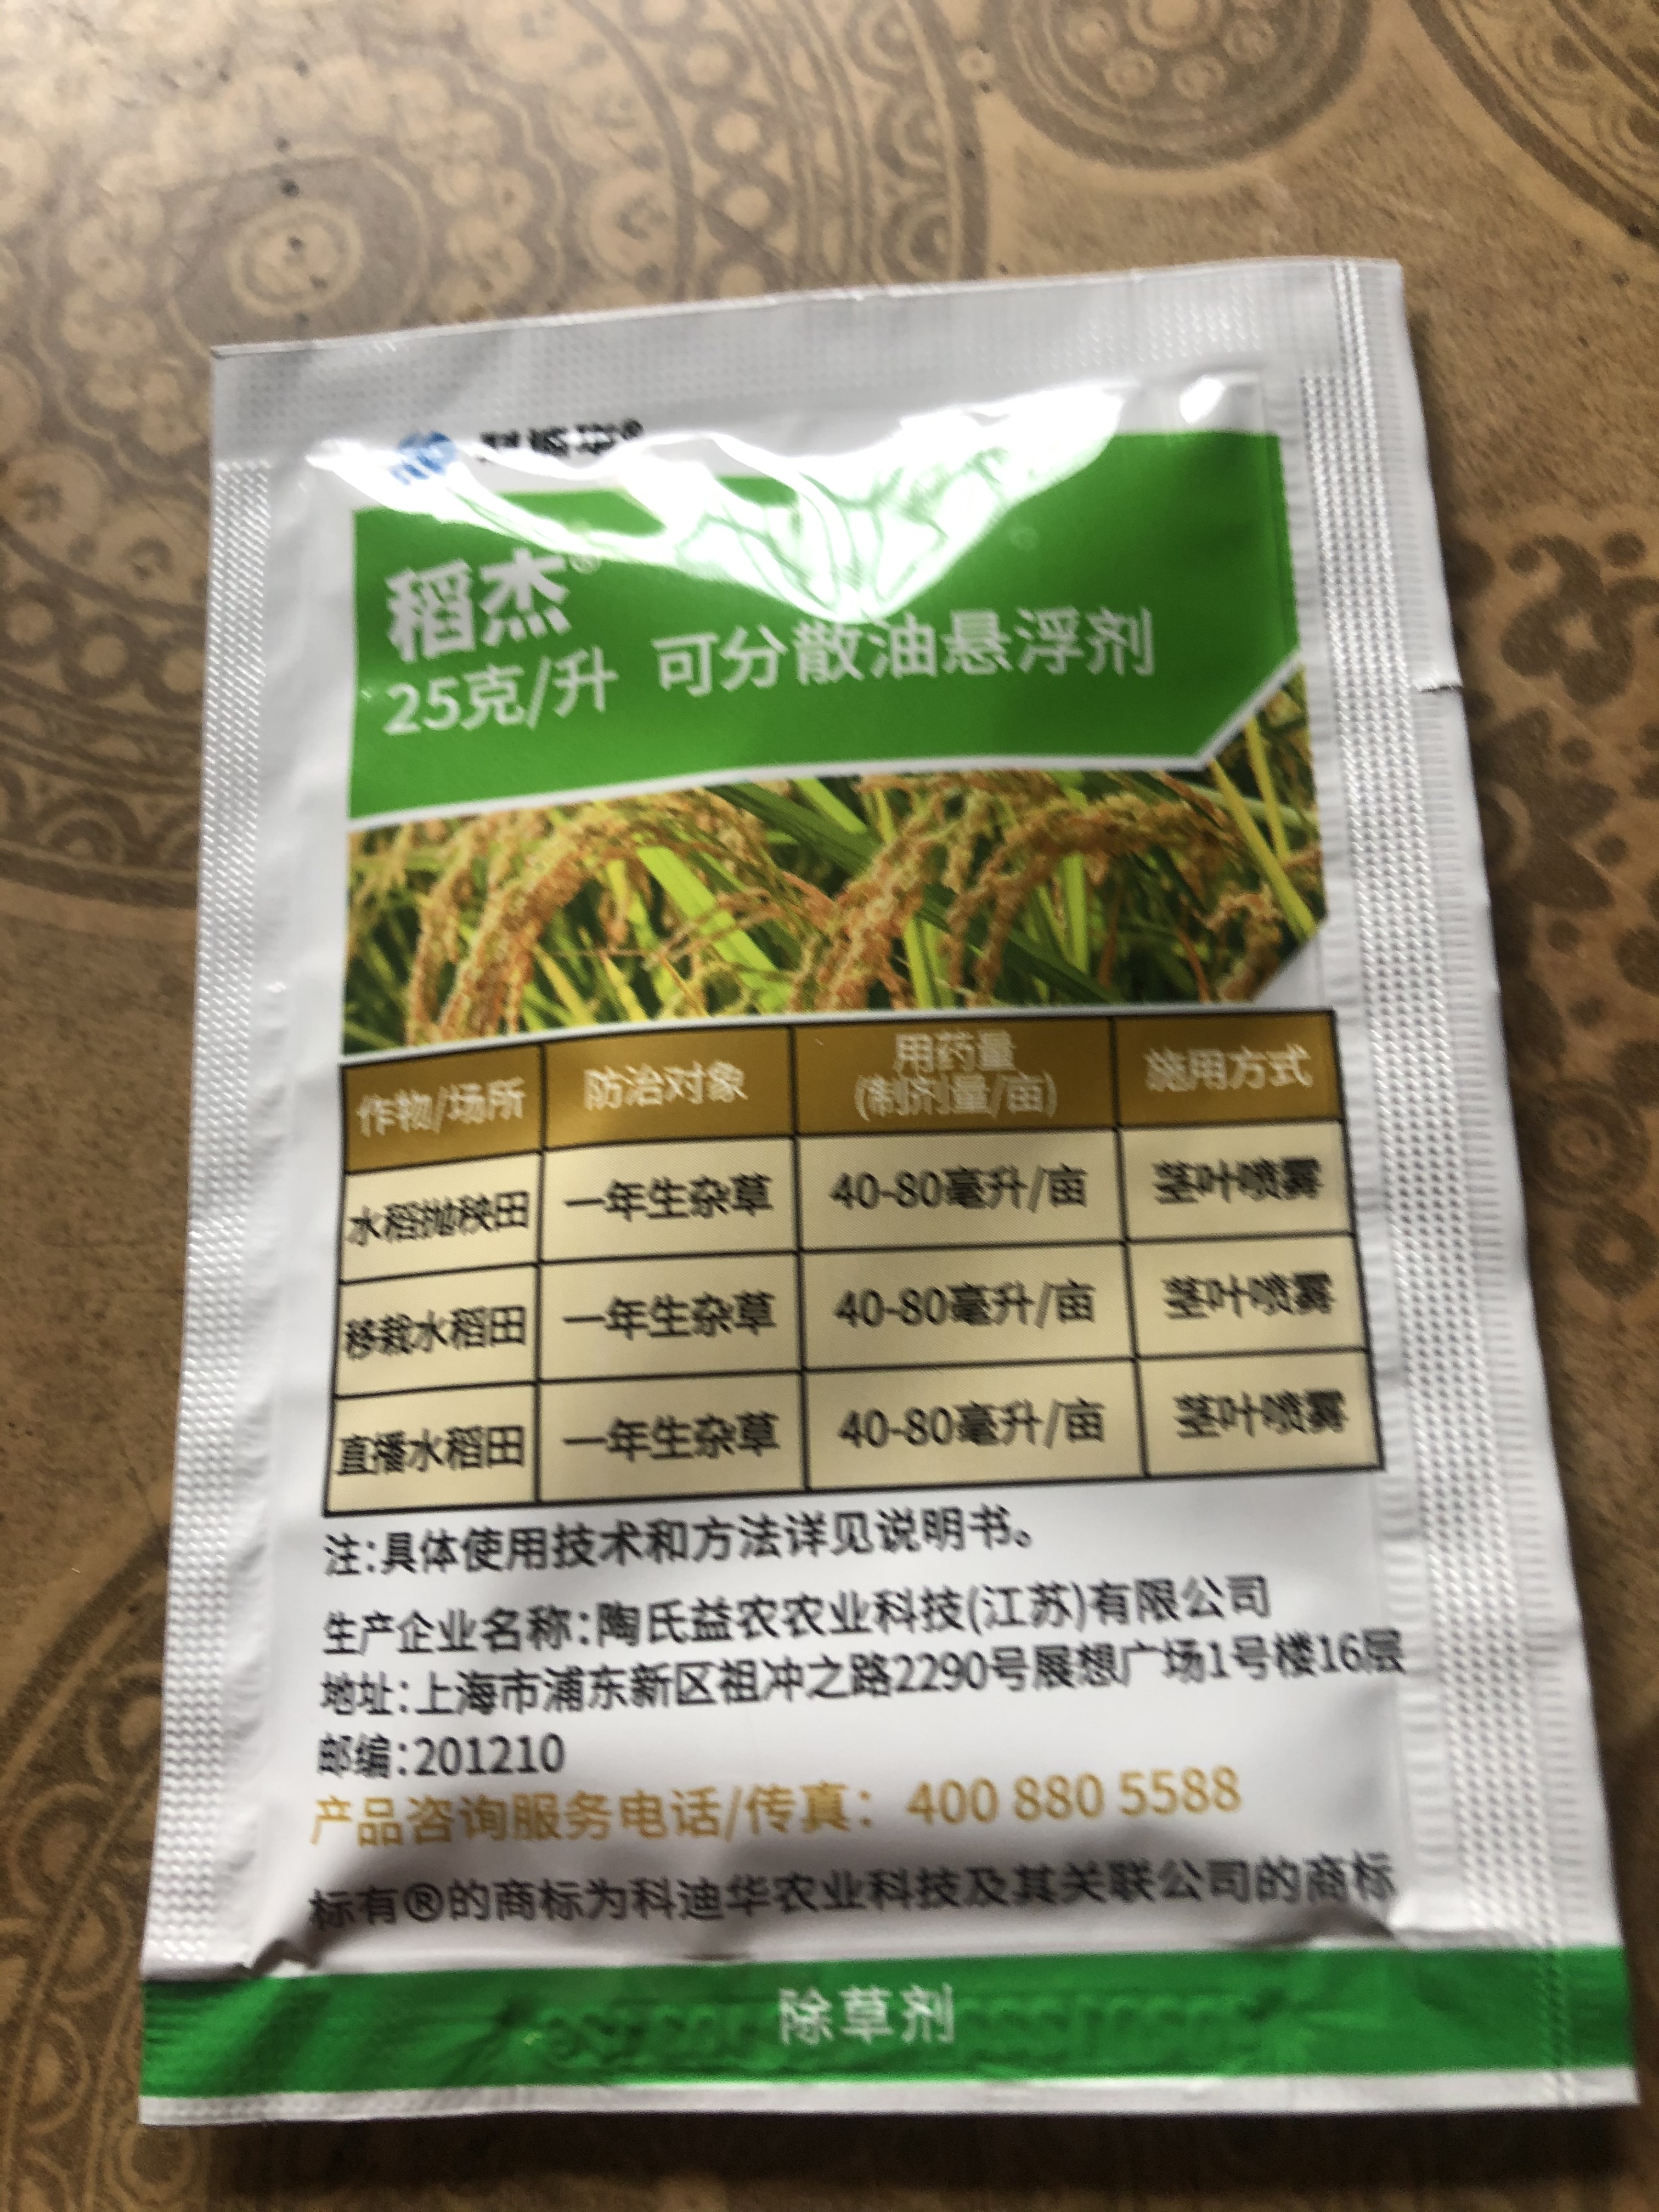 稻杰®
25克/升 可分散油悬浮剂
作物/场所 防治对象 用药量(制剂量/亩) 施用方式
水稻抛秧田 一年生杂草 40-80毫升/亩 茎叶喷雾
移栽水稻田 一年生杂草 40-80毫升/亩 茎叶喷雾
直播水稻田 一年生杂草 40-80毫升/亩 茎叶喷雾
注:具体使用技术和方法详见说明书。
生产企业名称:陶氏益农农业科技(江苏)有限公司
地址:上海市浦东新区祖冲之路2290号展想广场1号楼16层
邮编:201210
产品咨询服务电话/传真: 400 880 5588
标有®的商标为科迪华农业科技及其关联公司的商标
除草剂